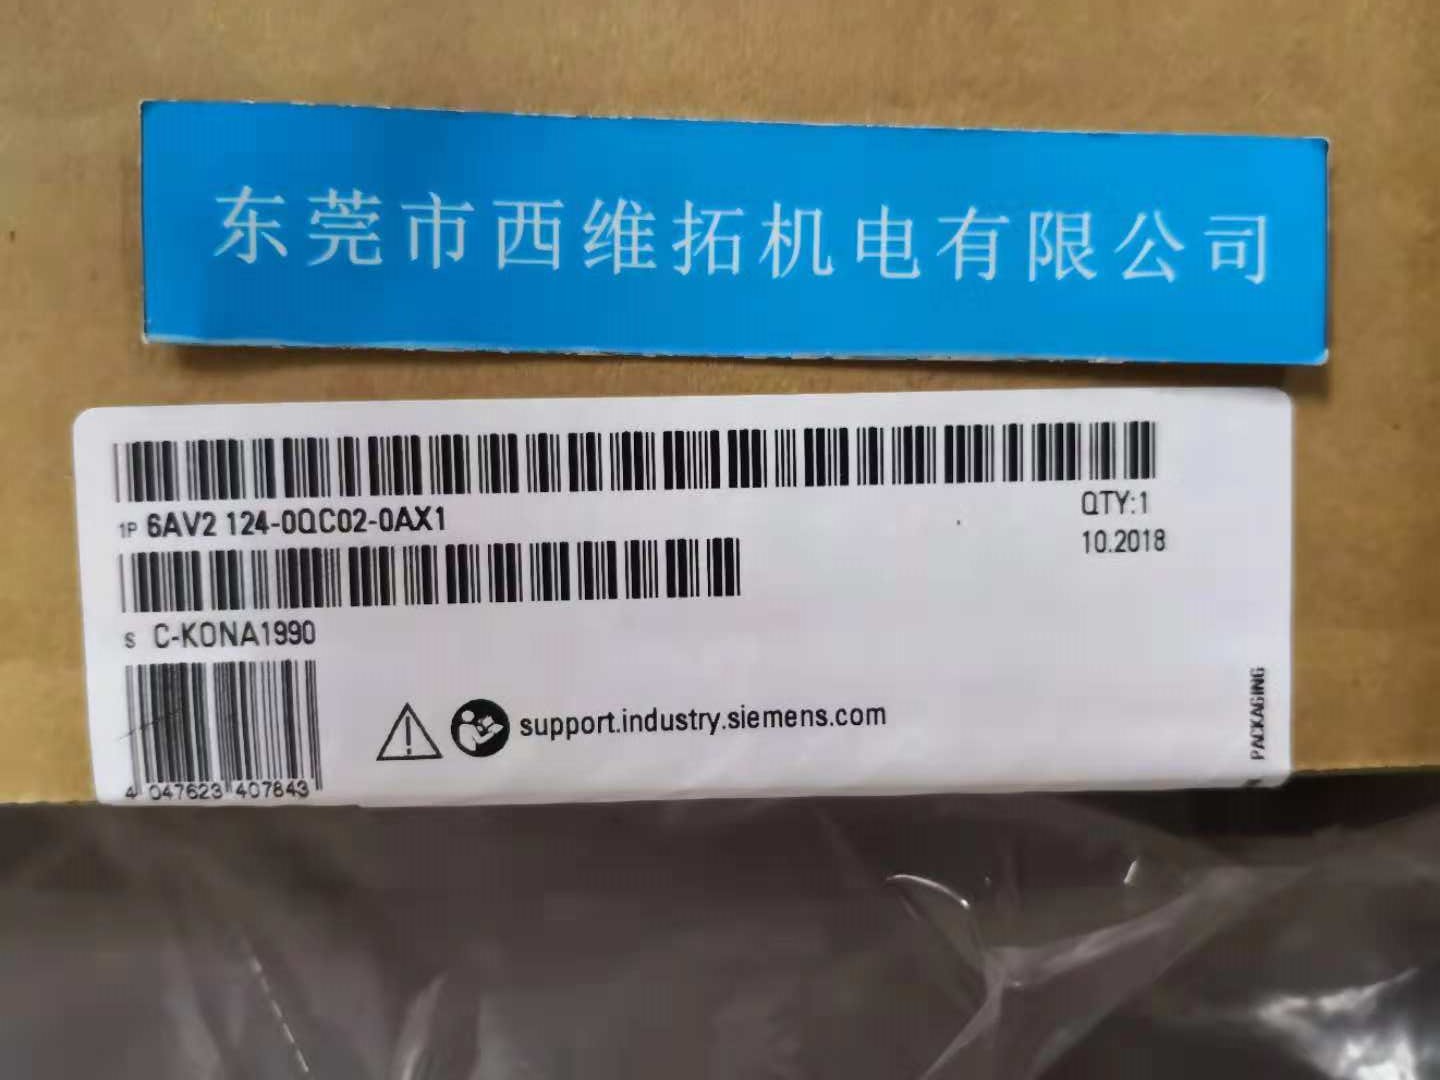 东莞市西维拓机电有限公司
1P 6AV2 124-0QC02-0AX1
QTY:1
10.2018
S C-KONA1990
support.industry.siemens.com
PACKAGING
4 047623 407843